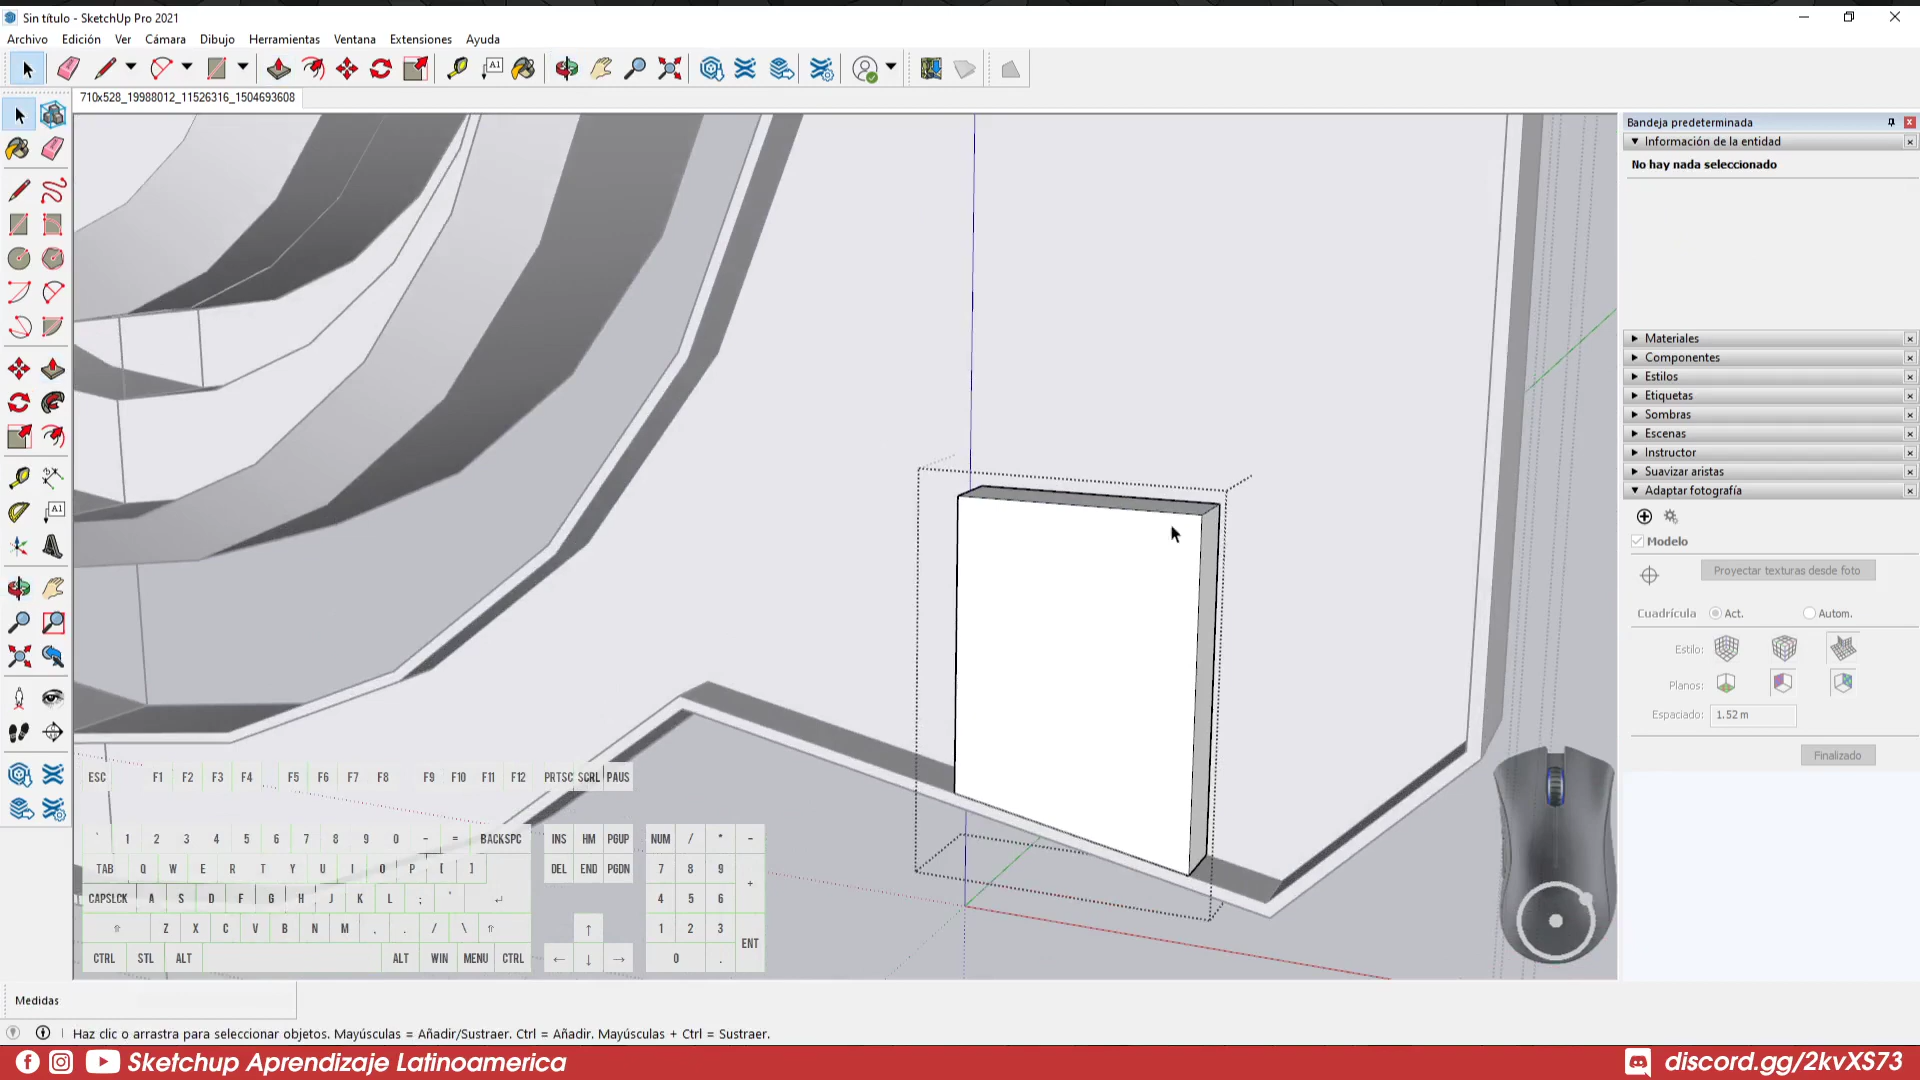 Sin título - SketchUp Pro 2021
Archivo Edición Ver Cámara Dibujo Herramientas Ventana Extensiones Ayuda
A1
710x528_19988012_11526316_1504693608
Bandeja predeterminada
Información de la entidad
No hay nada seleccionado
Materiales
Componentes
Estilos
Etiquetas
Sombras
Escenas
Instructor
Suavizar aristas
Adaptar fotografía
Modelo
Proyectar texturas desde foto
Cuadrícula Act. Autom.
Estilo:
Planos:
Espaciado: 1.52 m
Finalizado
A1
ESC F1 F2 F3 F4 F5 F6 F7 F8 F9 F10 F11 F12 PRTSC SCRL PAUS
` 1 2 3 4 5 6 7 8 9 0 - = BACKSPC INS HM PGUP NUM / * -
TAB Q W E R T Y U I O P [ ] DEL END PGDN 7 8 9 +
CAPSLCK A S D F G H J K L ; ' ↵ 4 5 6
⇧ Z X C V B N M , . / \ ⇧ ↑ 1 2 3 ENT
CTRL STL ALT ALT WIN MENU CTRL ← ↓ → 0 .
Medidas
Haz clic o arrastra para seleccionar objetos. Mayúsculas = Añadir/Sustraer. Ctrl = Añadir. Mayúsculas + Ctrl = Sustraer.
Sketchup Aprendizaje Latinoamerica
discord.gg/2kvXS73